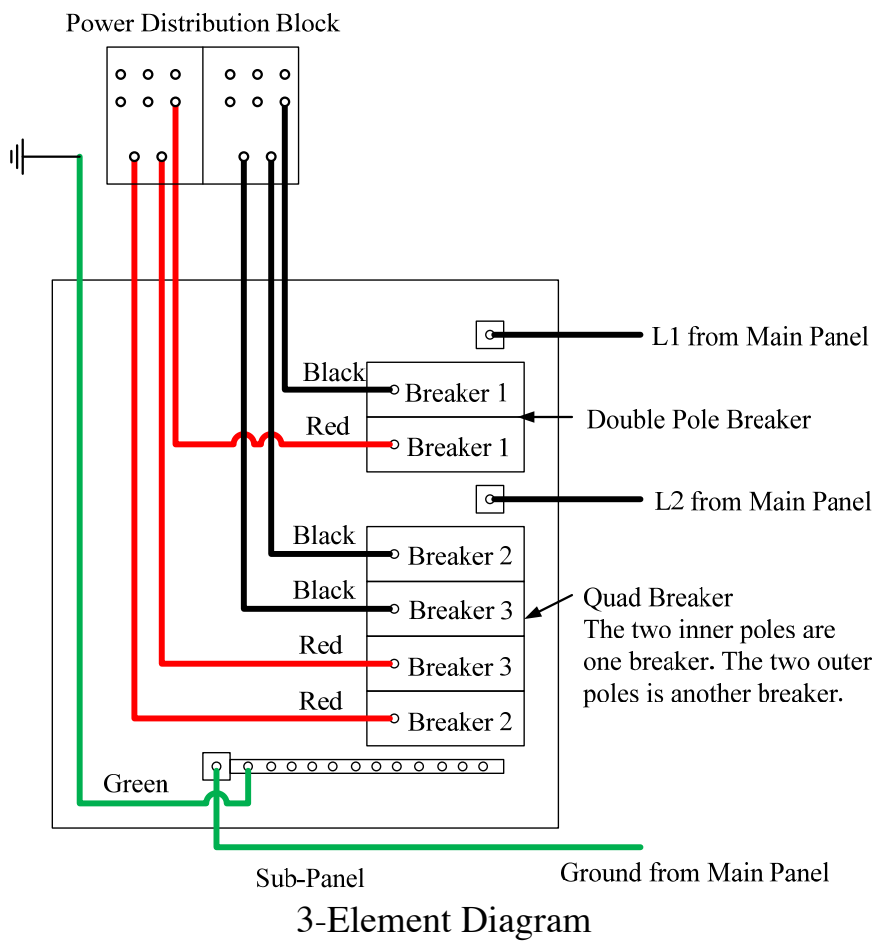 Power Distribution Block
L1 from Main Panel
Black
Breaker 1
Double Pole Breaker
Red
Breaker 1
L2 from Main Panel
Black
Breaker 2
Black
Breaker 3
Quad Breaker
The two inner poles are
one breaker. The two outer
poles is another breaker.
Red
Breaker 3
Red
Breaker 2
Green
Sub-Panel
Ground from Main Panel
3-Element Diagram